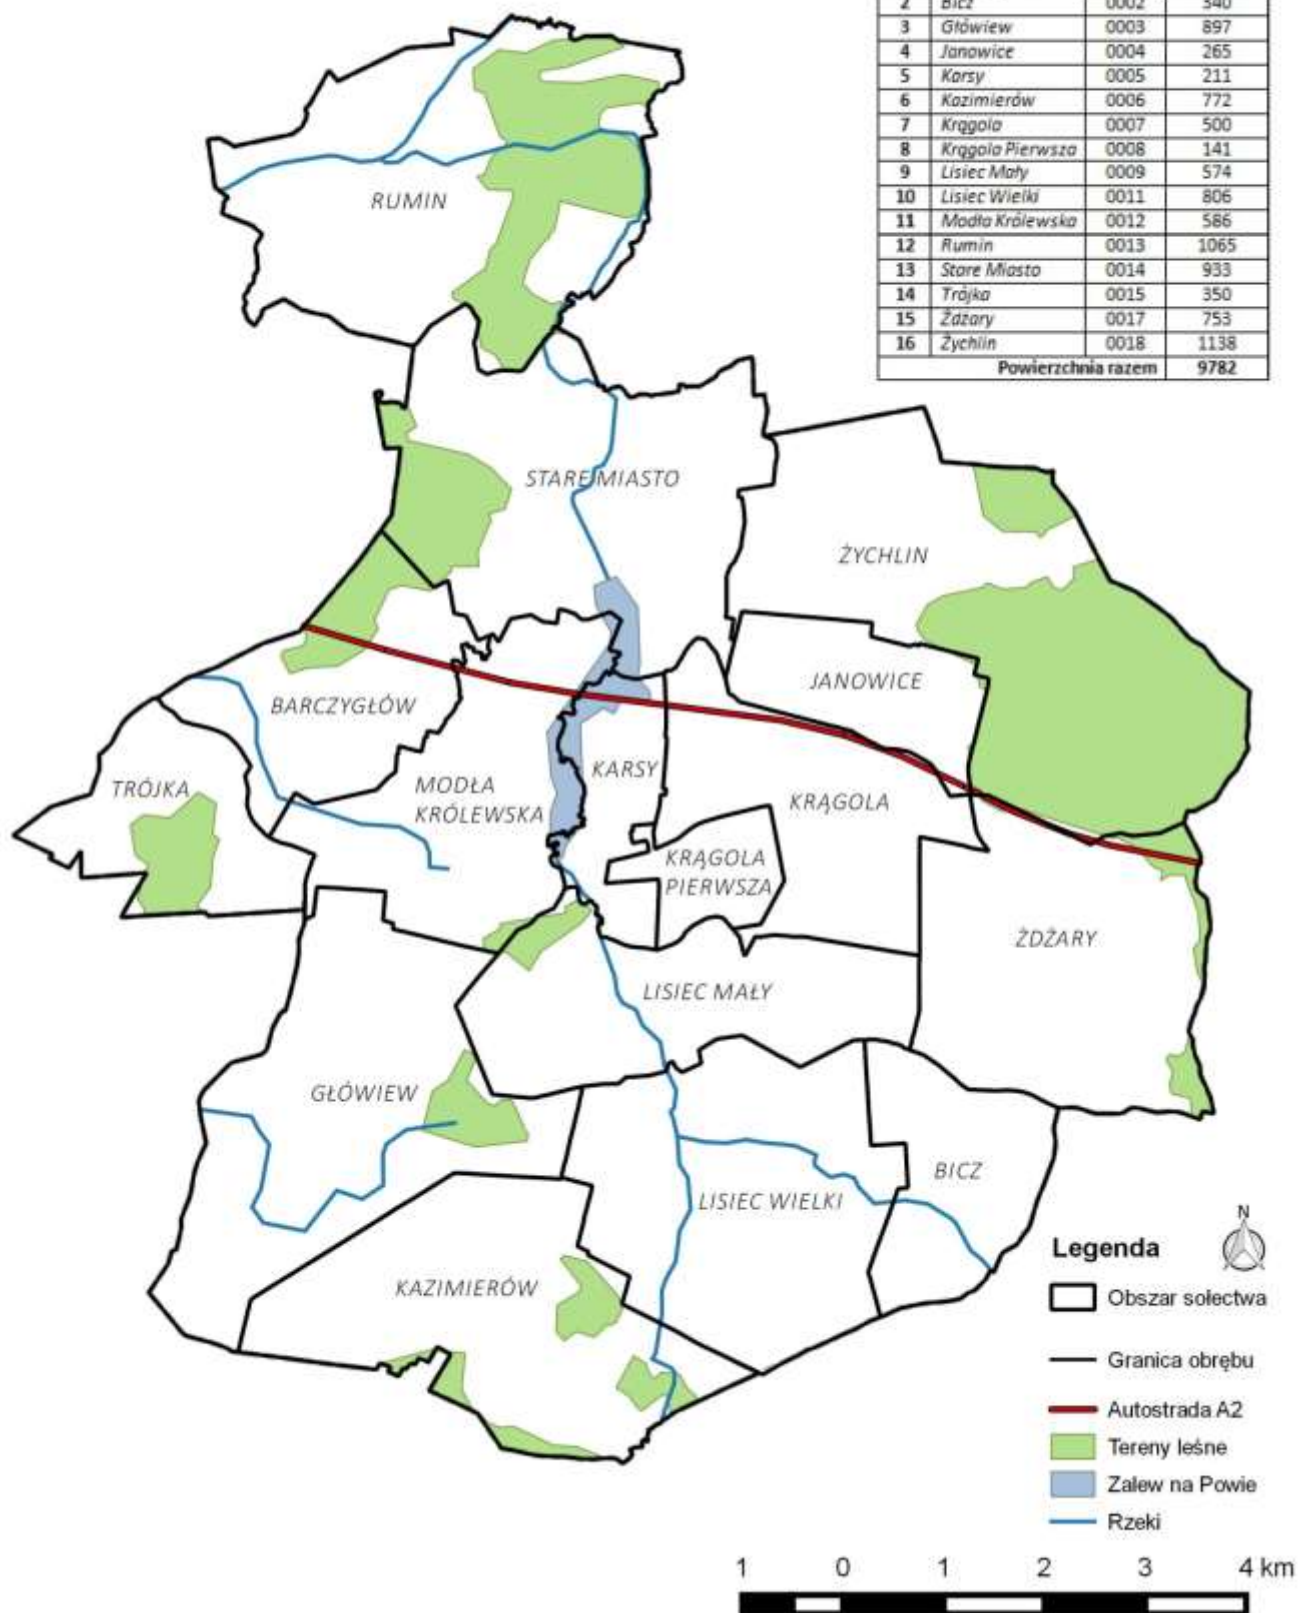 2 Bicz 0002 340
3 Główiew 0003 897
4 Janowice 0004 265
5 Karsy 0005 211
6 Kazimierów 0006 772
7 Krągola 0007 500
8 Krągola Pierwsza 0008 141
9 Lisiec Mały 0009 574
10 Lisiec Wielki 0011 806
11 Modła Królewska 0012 586
12 Rumin 0013 1065
13 Stare Miasto 0014 933
14 Trójka 0015 350
15 Żdżary 0017 753
16 Żychlin 0018 1138
Powierzchnia razem 9782
RUMIN
STARE MIASTO
ŻYCHLIN
JANOWICE
BARCZYGŁÓW
KARSY
TRÓJKA
MODŁA
KRÓLEWSKA
KRĄGOLA
KRĄGOLA
PIERWSZA
ŻDŻARY
LISIEC MAŁY
GŁÓWIEW
BICZ
LISIEC WIELKI
KAZIMIERÓW
N
Legenda
Obszar sołectwa
Granica obrębu
Autostrada A2
Tereny leśne
Zalew na Powie
Rzeki
1 0 1 2 3 4 km